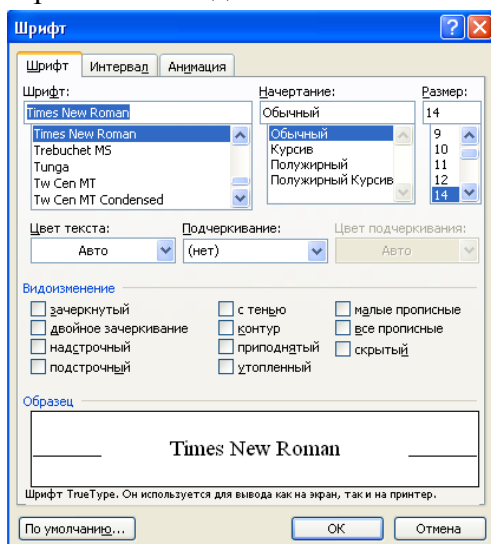 Шрифт
Шрифт Интервал Анимация
Шрифт: Начертание: Размер:
Times New Roman Обычный 14
Times New Roman Обычный 9
Trebuchet MS Курсив 10
Tunga Полужирный 11
Tw Cen MT Полужирный Курсив 12
Tw Cen MT Condensed 14
Цвет текста: Подчеркивание: Цвет подчеркивания:
Авто (нет) Авто
Видоизменение
зачеркнутый с тенью малые прописные
двойное зачеркивание контур все прописные
надстрочный приподнятый скрытый
подстрочный утопленный
Образец
Times New Roman
Шрифт TrueType. Он используется для вывода как на экран, так и на принтер.
По умолчанию... ОК Отмена